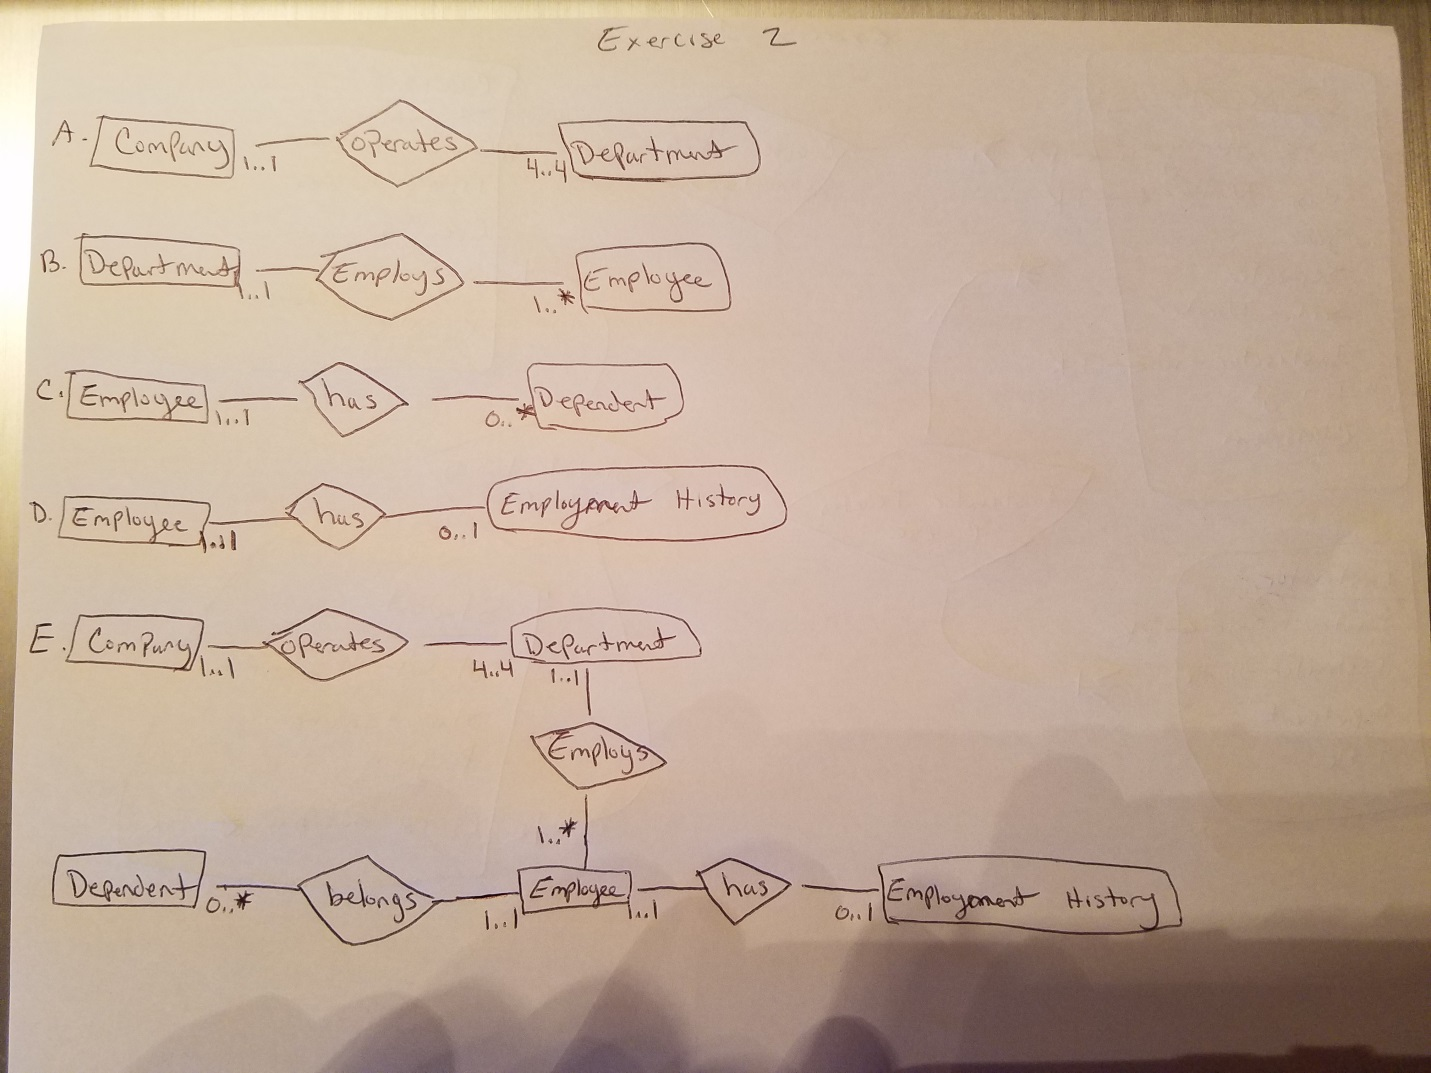 Exercise 2
A. Company 1..1 operates 4..4 Department
B. Department 1..1 Employs 1..* Employee
C. Employee 1..1 has 0..* Dependent
D. Employee 1..1 has 0..1 Employment History
E. Company 1..1 operates 4..4 Department
1..1
Employs
1..*
Dependent 0..* belongs 1..1 Employee 1..1 has 0..1 Employement History